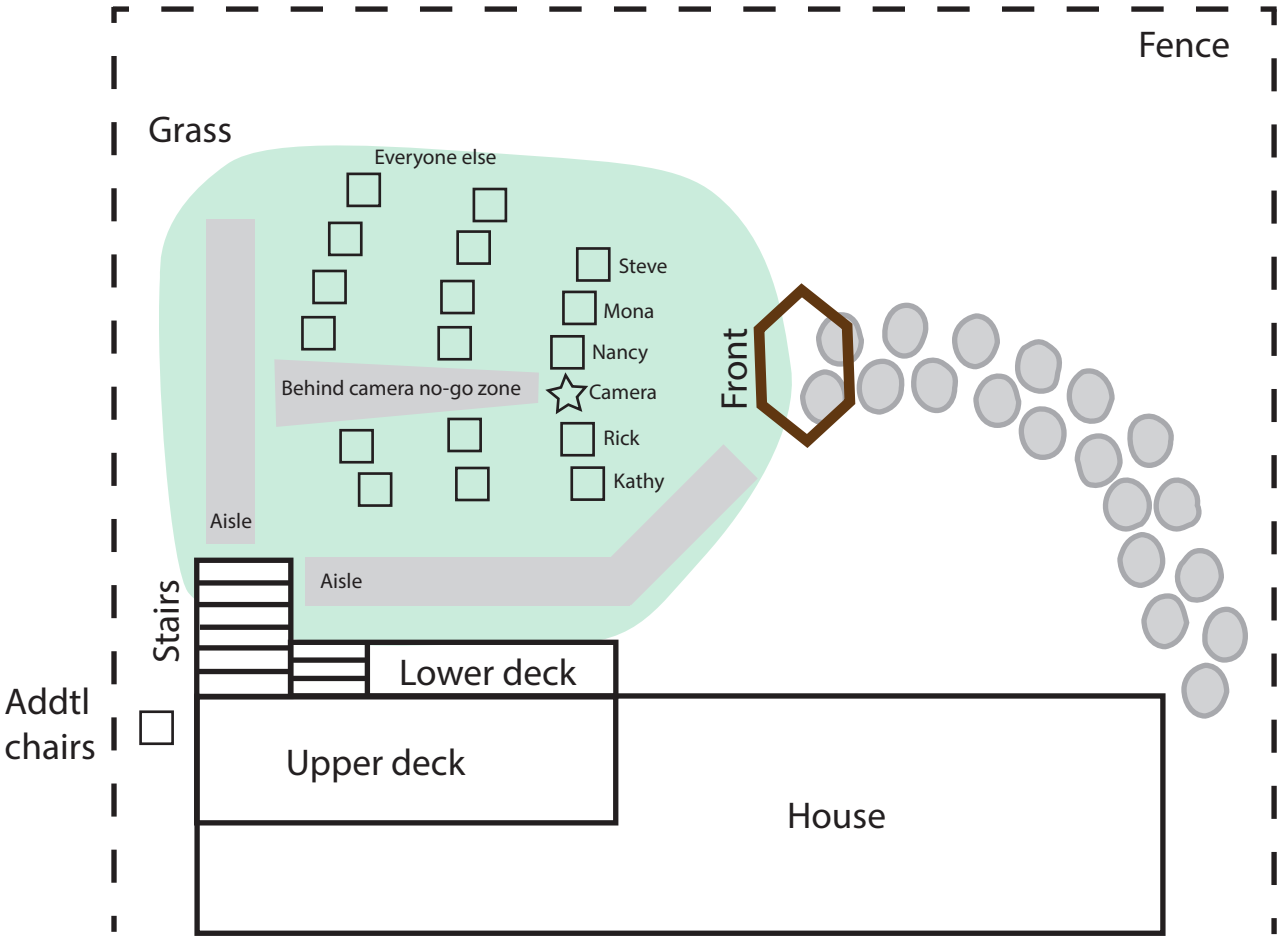 Fence
Grass
Everyone else
Steve
Mona
Nancy
Behind camera no-go zone
Camera
Front
Rick
Kathy
Aisle
Aisle
Stairs
Lower deck
Addtl
chairs
Upper deck
House